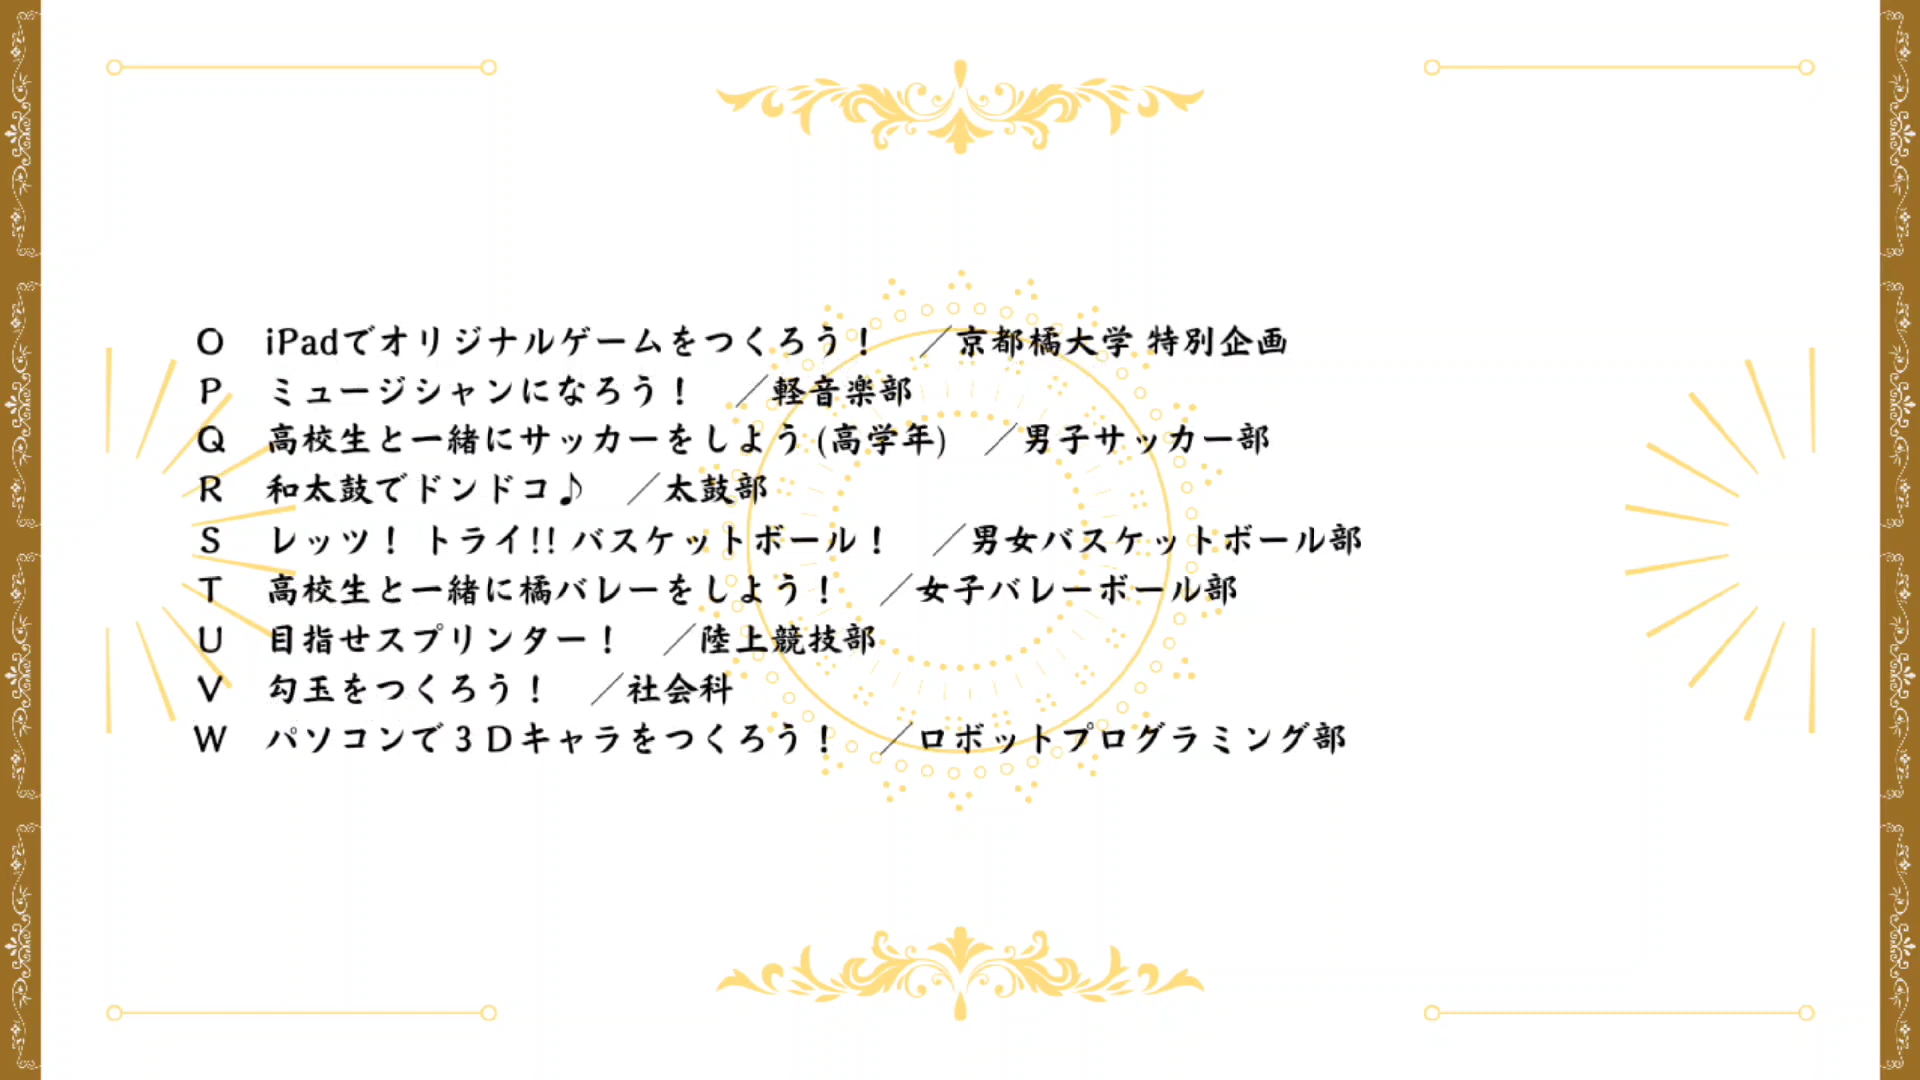 O iPadでオリジナルゲームをつくろう！ ／京都橘大学 特別企画
P ミュージシャンになろう！ ／軽音楽部
Q 高校生と一緒にサッカーをしよう (高学年) ／男子サッカー部
R 和太鼓でドンドコ♪ ／太鼓部
S レッツ！ トライ!! バスケットボール！ ／男女バスケットボール部
T 高校生と一緒に橘バレーをしよう！ ／女子バレーボール部
U 目指せスプリンター！ ／陸上競技部
V 勾玉をつくろう！ ／社会科
W パソコンで３Ｄキャラをつくろう！ ／ロボットプログラミング部